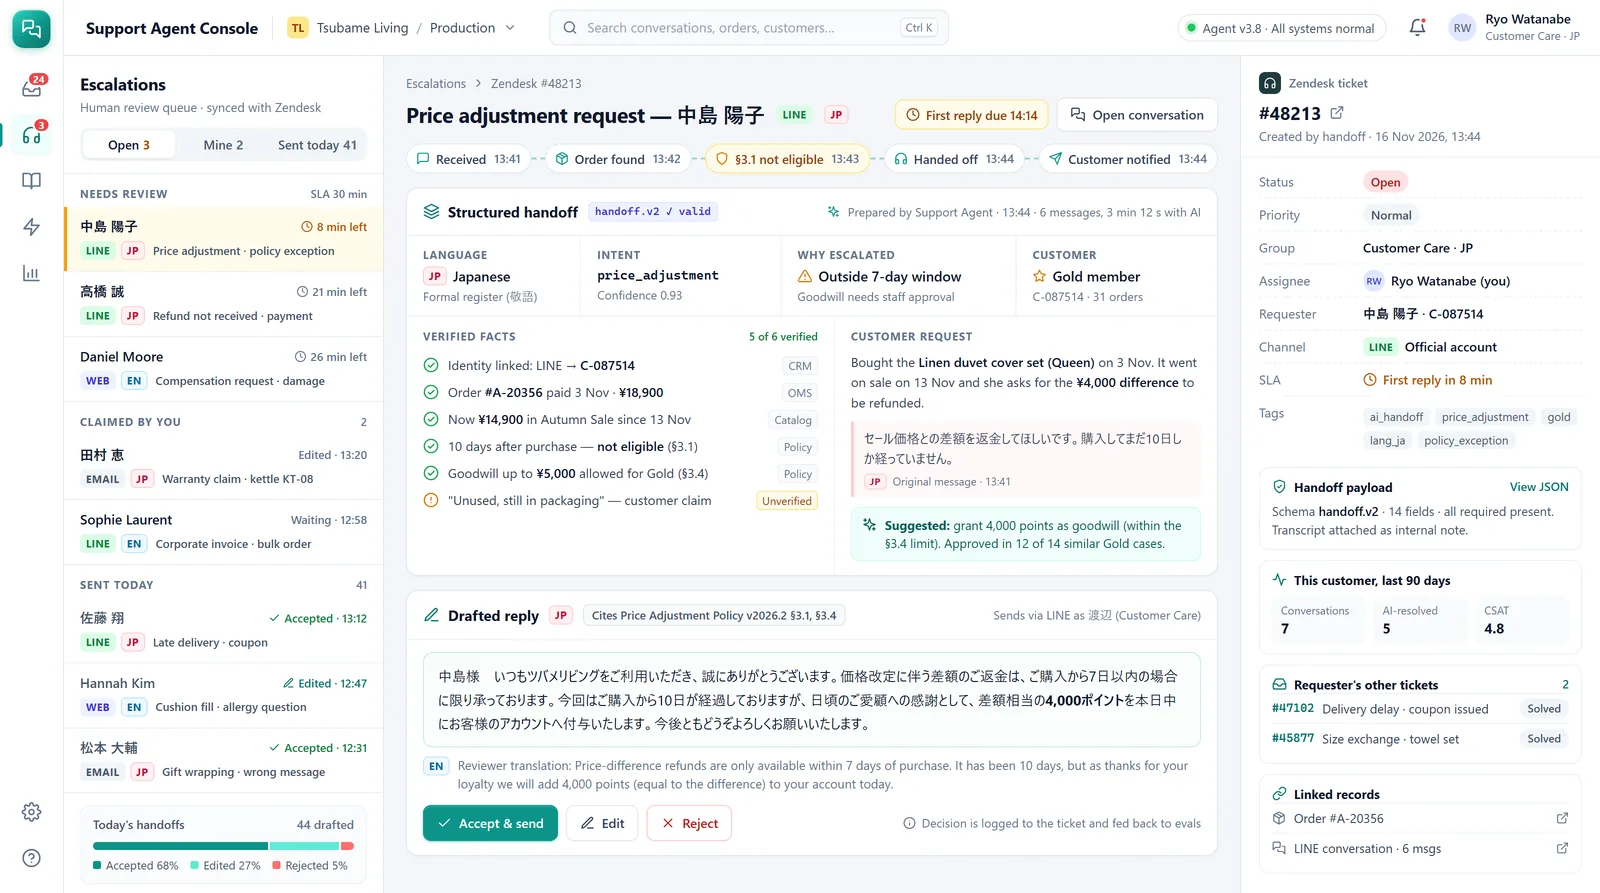 Support Agent Console
TL Tsubame Living / Production
Search conversations, orders, customers... Ctrl K
Agent v3.8 · All systems normal
RW Ryo Watanabe
Customer Care · JP
24
3
Escalations
Human review queue · synced with Zendesk
Open 3 Mine 2 Sent today 41
NEEDS REVIEW SLA 30 min
中島 陽子 8 min left
LINE JP Price adjustment · policy exception
高橋 誠 21 min left
LINE JP Refund not received · payment
Daniel Moore 26 min left
WEB EN Compensation request · damage
CLAIMED BY YOU 2
田村 恵 Edited · 13:20
EMAIL JP Warranty claim · kettle KT-08
Sophie Laurent Waiting · 12:58
LINE EN Corporate invoice · bulk order
SENT TODAY 41
佐藤 翔 Accepted · 13:12
LINE JP Late delivery · coupon
Hannah Kim Edited · 12:47
WEB EN Cushion fill · allergy question
松本 大輔 Accepted · 12:31
EMAIL JP Gift wrapping · wrong message
Today's handoffs 44 drafted
Accepted 68% Edited 27% Rejected 5%
Escalations > Zendesk #48213
Price adjustment request — 中島 陽子 LINE JP
First reply due 14:14 Open conversation
Received 13:41 Order found 13:42 §3.1 not eligible 13:43 Handed off 13:44 Customer notified 13:44
Structured handoff handoff.v2 ✓ valid Prepared by Support Agent · 13:44 · 6 messages, 3 min 12 s with AI
LANGUAGE
JP Japanese
Formal register (敬語)
INTENT
price_adjustment
Confidence 0.93
WHY ESCALATED
Outside 7-day window
Goodwill needs staff approval
CUSTOMER
Gold member
C-087514 · 31 orders
VERIFIED FACTS 5 of 6 verified
Identity linked: LINE → C-087514 CRM
Order #A-20356 paid 3 Nov · ¥18,900 OMS
Now ¥14,900 in Autumn Sale since 13 Nov Catalog
10 days after purchase — not eligible (§3.1) Policy
Goodwill up to ¥5,000 allowed for Gold (§3.4) Policy
"Unused, still in packaging" — customer claim Unverified
CUSTOMER REQUEST
Bought the Linen duvet cover set (Queen) on 3 Nov. It went
on sale on 13 Nov and she asks for the ¥4,000 difference to
be refunded.
セール価格との差額を返金してほしいです。購入してまだ10日し
か経っていません。
JP Original message · 13:41
Suggested: grant 4,000 points as goodwill (within the
§3.4 limit). Approved in 12 of 14 similar Gold cases.
Drafted reply JP Cites Price Adjustment Policy v2026.2 §3.1, §3.4 Sends via LINE as 渡辺 (Customer Care)
中島様　いつもツバメリビングをご利用いただき、誠にありがとうございます。価格改定に伴う差額のご返金は、ご購入から7日以内の場合
に限り承っております。今回はご購入から10日が経過しておりますが、日頃のご愛顧への感謝として、差額相当の4,000ポイントを本日中
にお客様のアカウントへ付与いたします。今後ともどうぞよろしくお願いいたします。
EN Reviewer translation: Price-difference refunds are only available within 7 days of purchase. It has been 10 days, but as thanks for your
loyalty we will add 4,000 points (equal to the difference) to your account today.
Accept & send Edit Reject Decision is logged to the ticket and fed back to evals
Zendesk ticket
#48213
Created by handoff · 16 Nov 2026, 13:44
Status Open
Priority Normal
Group Customer Care · JP
Assignee RW Ryo Watanabe (you)
Requester 中島 陽子 · C-087514
Channel LINE Official account
SLA First reply in 8 min
Tags ai_handoff price_adjustment gold
lang_ja policy_exception
Handoff payload View JSON
Schema handoff.v2 · 14 fields · all required present.
Transcript attached as internal note.
This customer, last 90 days
Conversations AI-resolved CSAT
7 5 4.8
Requester's other tickets 2
#47102 Delivery delay · coupon issued Solved
#45877 Size exchange · towel set Solved
Linked records
Order #A-20356
LINE conversation · 6 msgs